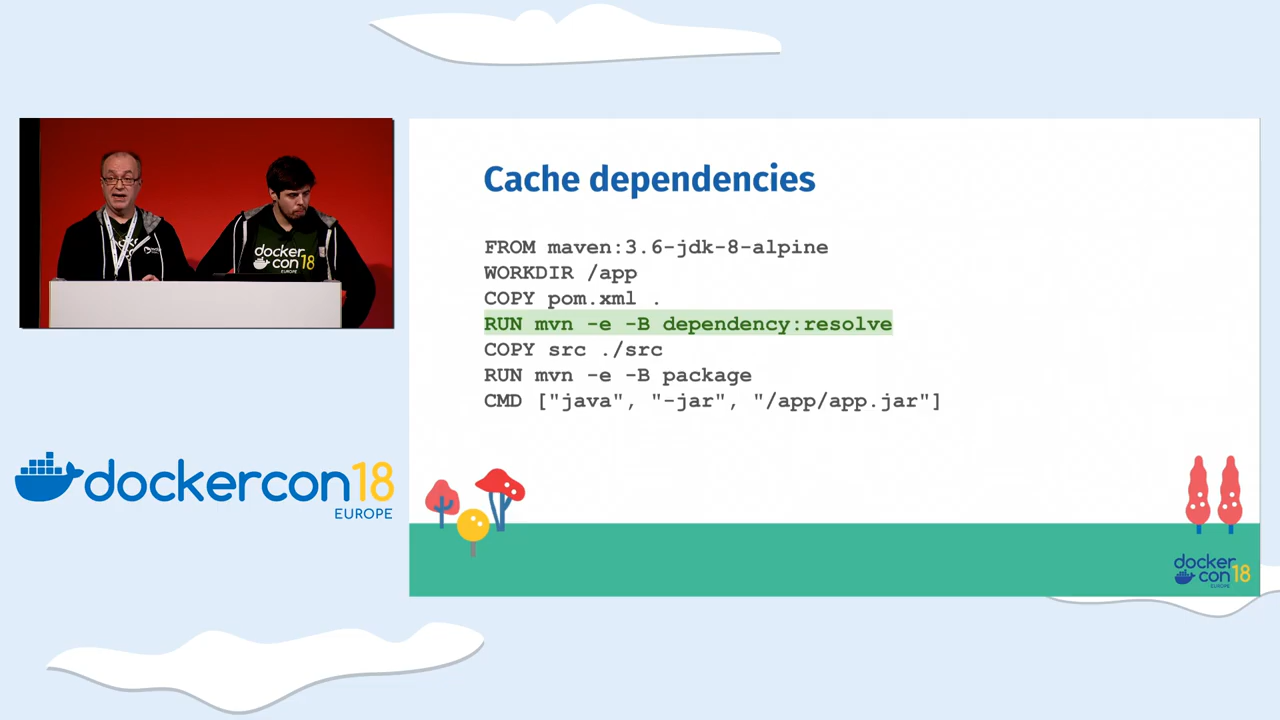 Cache dependencies
FROM maven:3.6-jdk-8-alpine
WORKDIR /app
COPY pom.xml .
RUN mvn -e -B dependency:resolve
COPY src ./src
RUN mvn -e -B package
CMD ["java", "-jar", "/app/app.jar"]
docker
con18
EUROPE
dockercon18
EUROPE
docker
con18
EUROPE